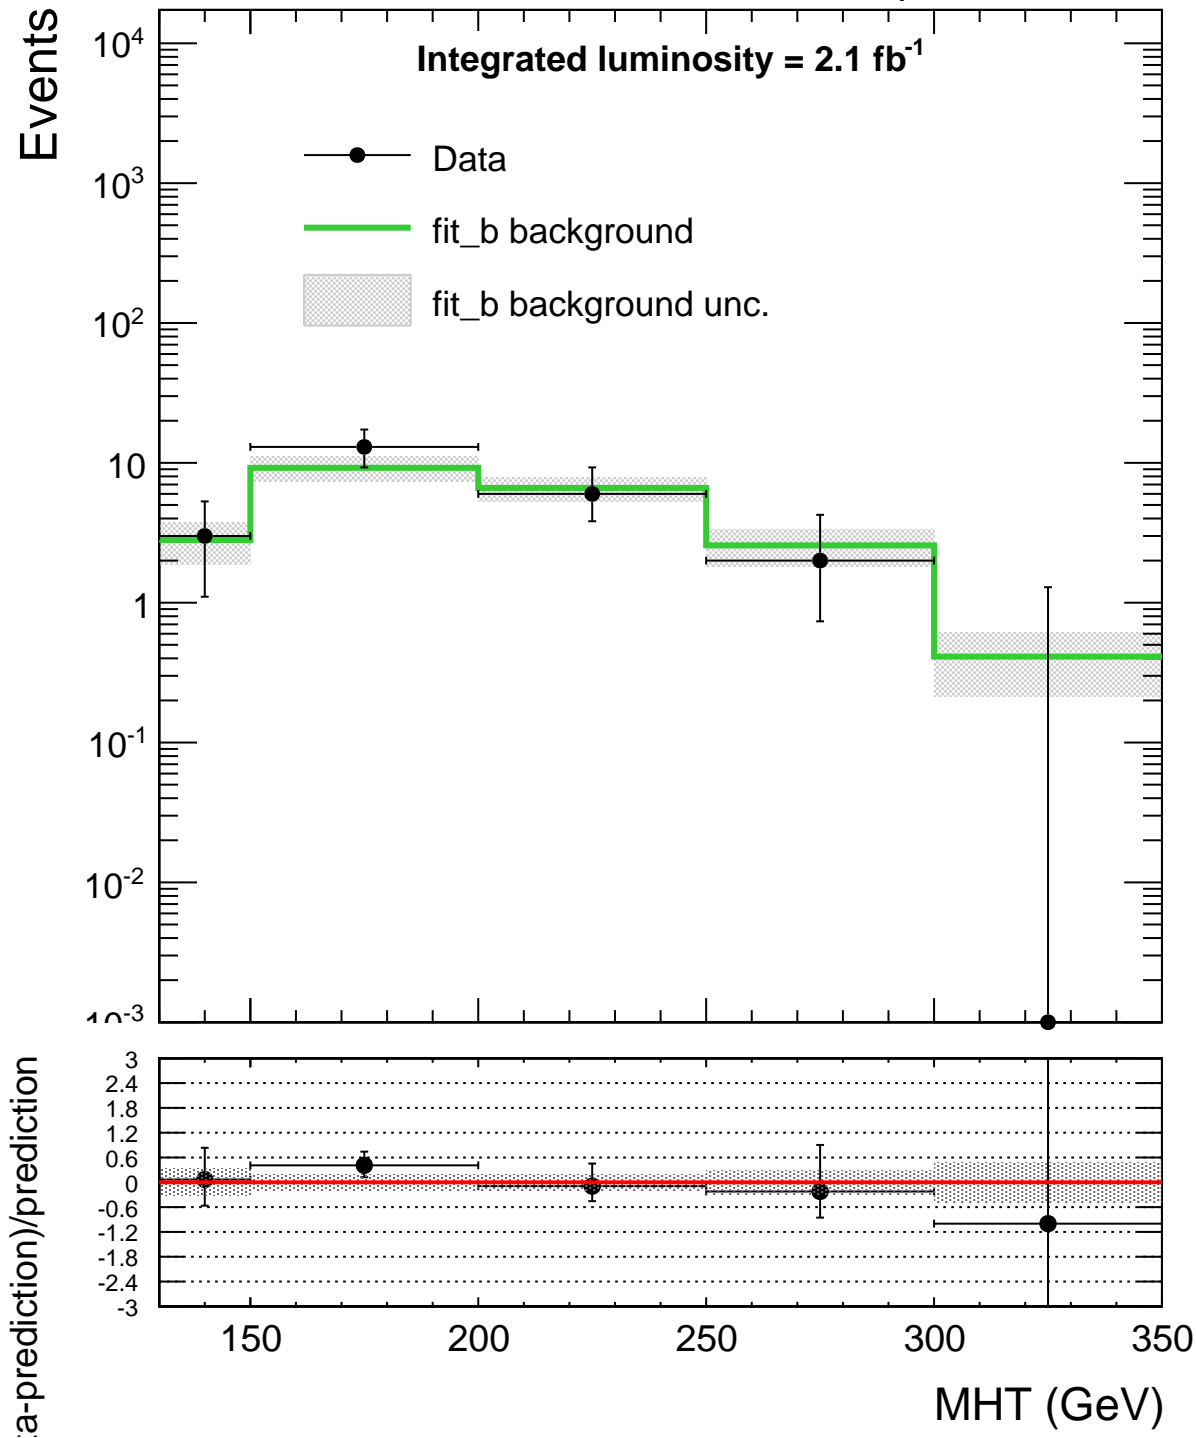 Events
Integrated luminosity = 2.1 fb-1
Data
fit_b background
fit_b background unc.
10^4
10^3
10^2
10
1
10^-1
10^-2
10^-3
ta-prediction)/prediction
3
2.4
1.8
1.2
0.6
0
-0.6
-1.2
-1.8
-2.4
-3
150 200 250 300 350
MHT (GeV)